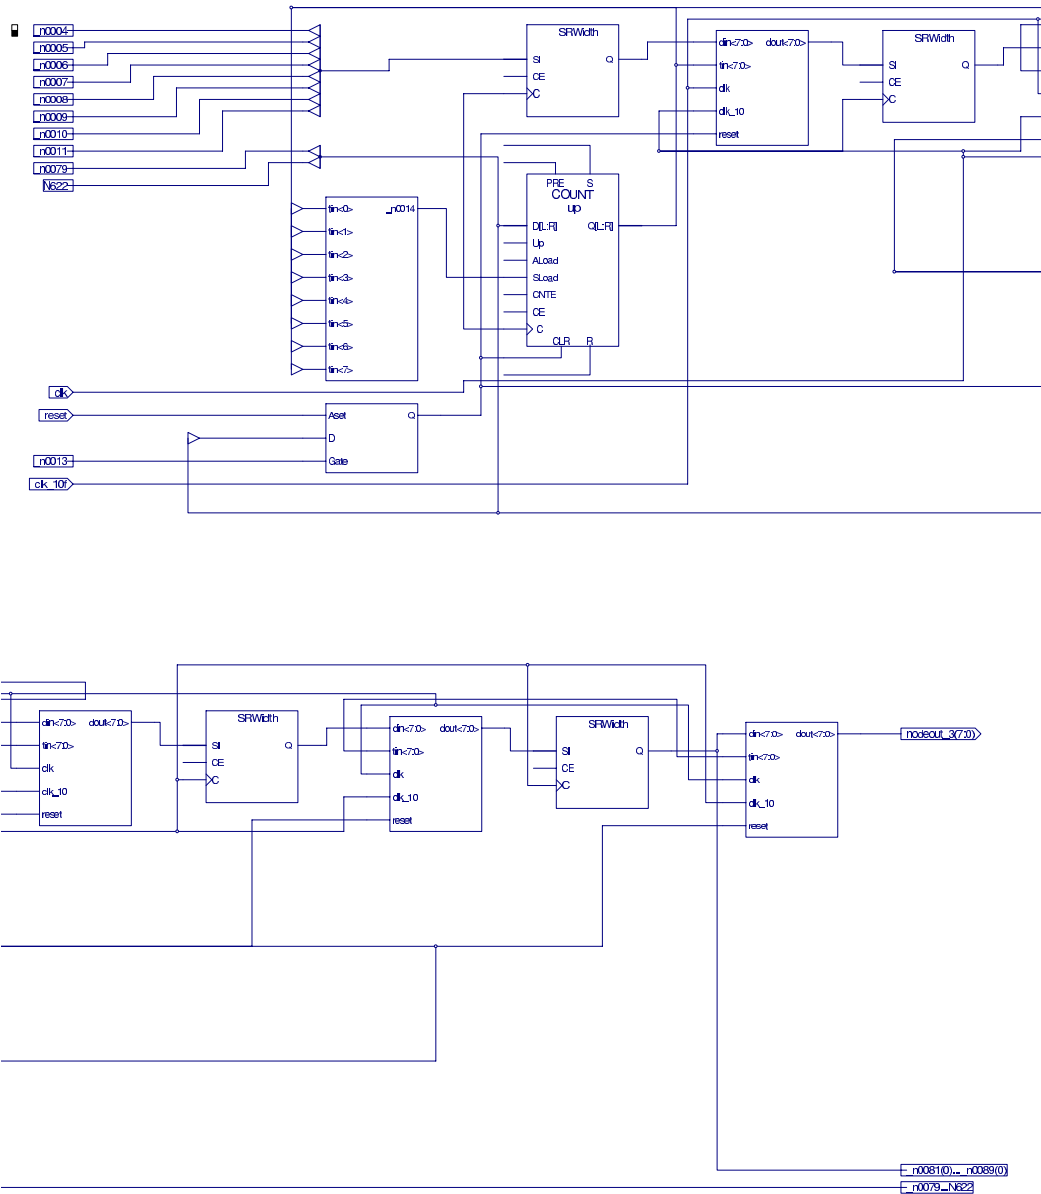 _n0004
_n0005
_n0006
_n0007
_n0008
_n0009
_n0010
_n0011
_n0079
N622
SRWidth
SI
CE
C
Q
din<7:0>
tin<7:0>
clk
clk_10
reset
dout<7:0>
SRWidth
SI
CE
C
Q
PRE
S
COUNT
up
D[L:R]
Up
ALoad
SLoad
CNTE
CE
C
Q[L:R]
CLR
R
tin<0>
tin<1>
tin<2>
tin<3>
tin<4>
tin<5>
tin<6>
tin<7>
_n0014
clk
reset
_n0013
clk_10f
Aset
D
Gate
Q
din<7:0>
tin<7:0>
clk
clk_10
reset
dout<7:0>
SRWidth
SI
CE
C
Q
din<7:0>
tin<7:0>
clk
clk_10
reset
dout<7:0>
SRWidth
SI
CE
C
Q
din<7:0>
tin<7:0>
clk
clk_10
reset
dout<7:0>
nodeout_3(7:0)
_n0081(0)..._n0089(0)
_n0079...N622